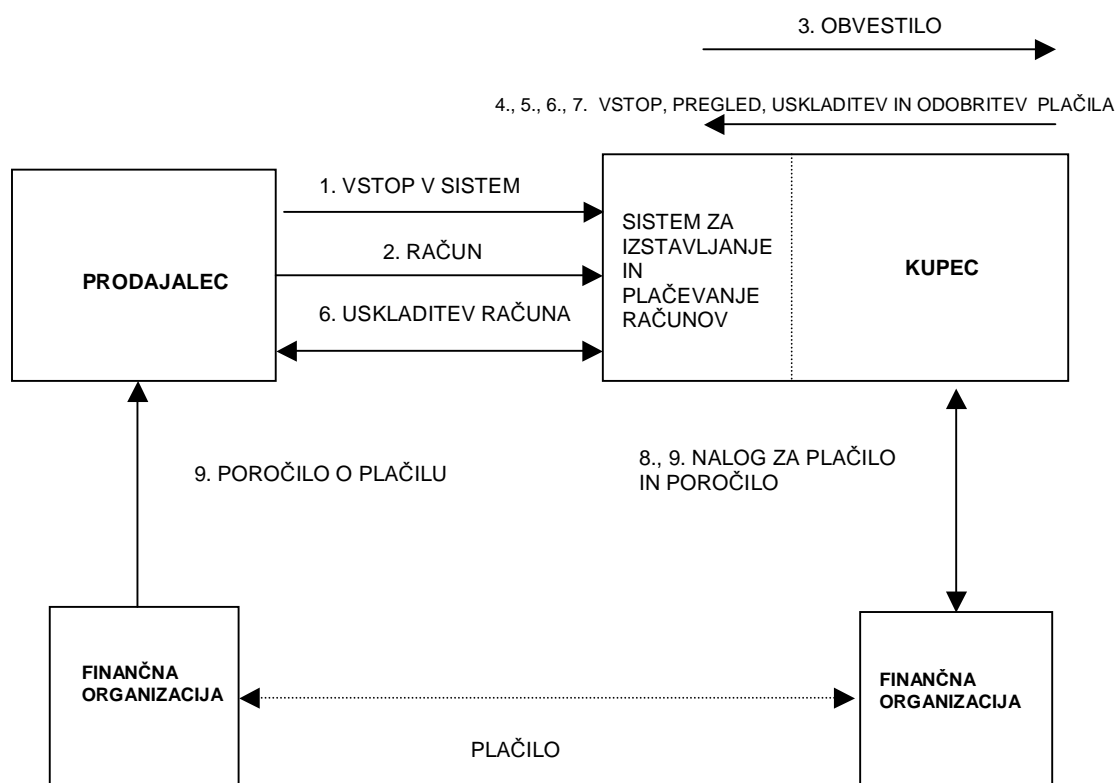 3. OBVESTILO
4., 5., 6., 7. VSTOP, PREGLED, USKLADITEV IN ODOBRITEV PLAČILA
1. VSTOP V SISTEM
2. RAČUN
6. USKLADITEV RAČUNA
PRODAJALEC
SISTEM ZA
IZSTAVLJANJE
IN
PLAČEVANJE
RAČUNOV
KUPEC
9. POROČILO O PLAČILU
8., 9. NALOG ZA PLAČILO
IN POROČILO
FINANČNA
ORGANIZACIJA
FINANČNA
ORGANIZACIJA
PLAČILO